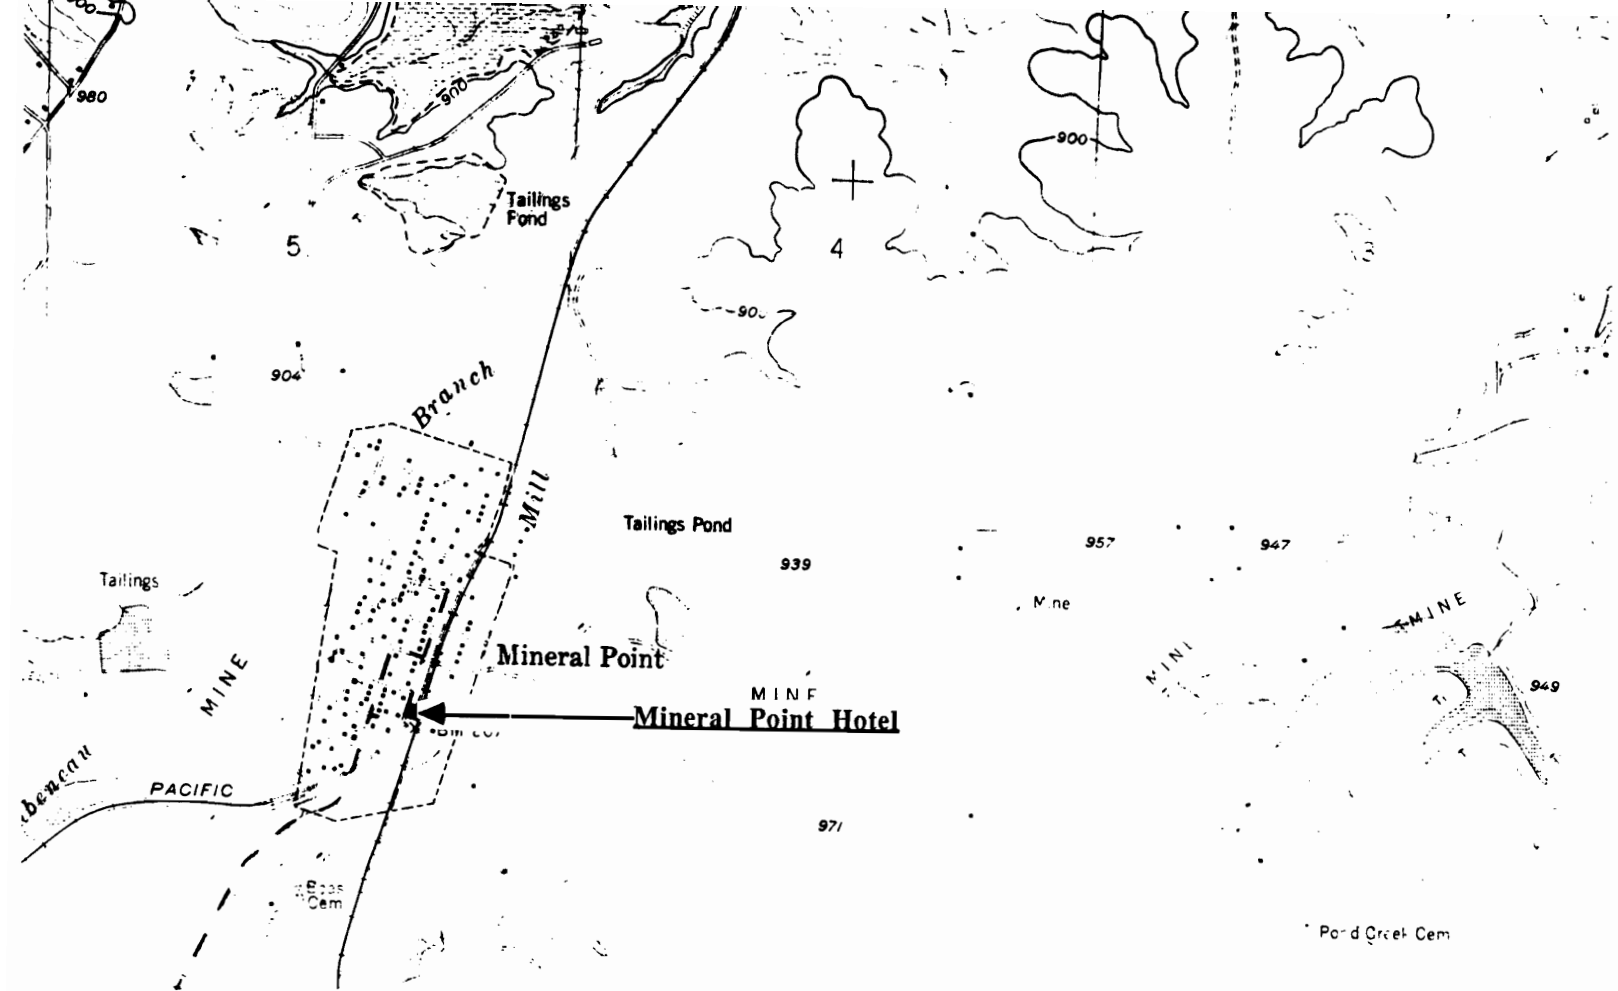 980
900
Tailings
Pond
5
4
3
900
904
Branch
Mill
Tailings Pond
939
957
947
Mine
MINE
Tailings
MINE
Mineral Point
949
Mineral Point Hotel
PACIFIC
971
Cem
Pond Creek Cem